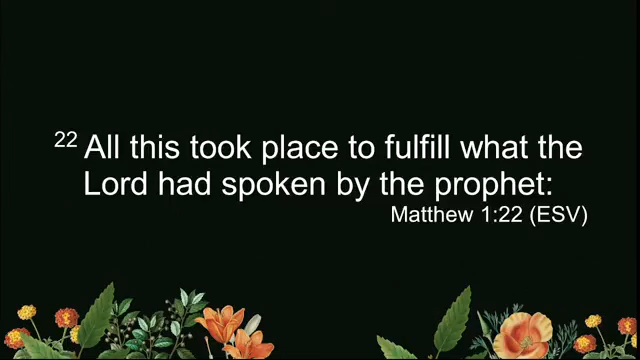 22 All this took place to fulfill what the
Lord had spoken by the prophet:
Matthew 1:22 (ESV)